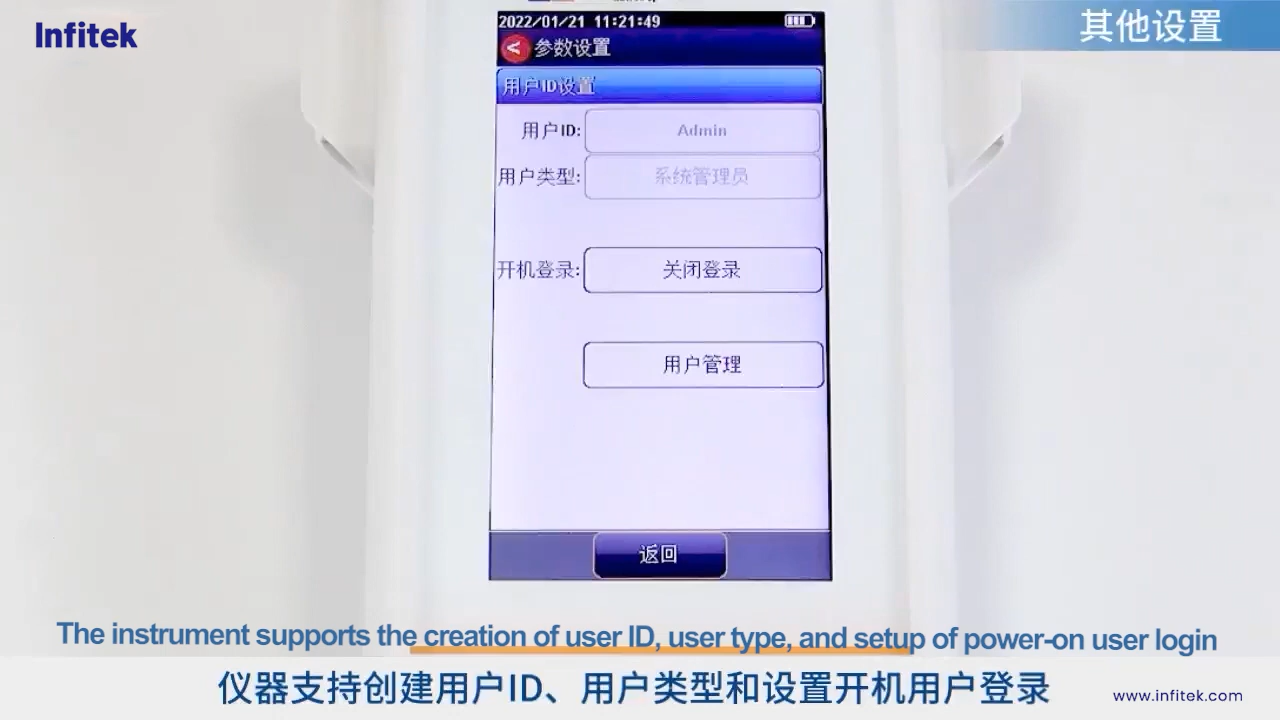 Infitek
其他设置
2022/01/21 11:21:49
参数设置
用户ID设置
用户ID: Admin
用户类型: 系统管理员
开机登录: 关闭登录
用户管理
返回
The instrument supports the creation of user ID, user type, and setup of power-on user login
仪器支持创建用户ID、用户类型和设置开机用户登录
www.infitek.com